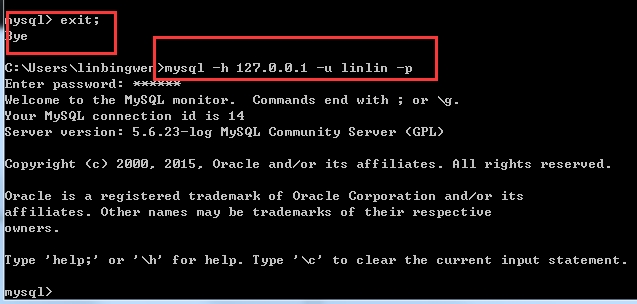 mysql> exit;
Bye
C:\Users\linbingwen>mysql -h 127.0.0.1 -u linlin -p
Enter password: ******
Welcome to the MySQL monitor.  Commands end with ; or \g.
Your MySQL connection id is 14
Server version: 5.6.23-log MySQL Community Server (GPL)
Copyright (c) 2000, 2015, Oracle and/or its affiliates. All rights reserved.
Oracle is a registered trademark of Oracle Corporation and/or its
affiliates. Other names may be trademarks of their respective
owners.
Type 'help;' or '\h' for help. Type '\c' to clear the current input statement.
mysql>